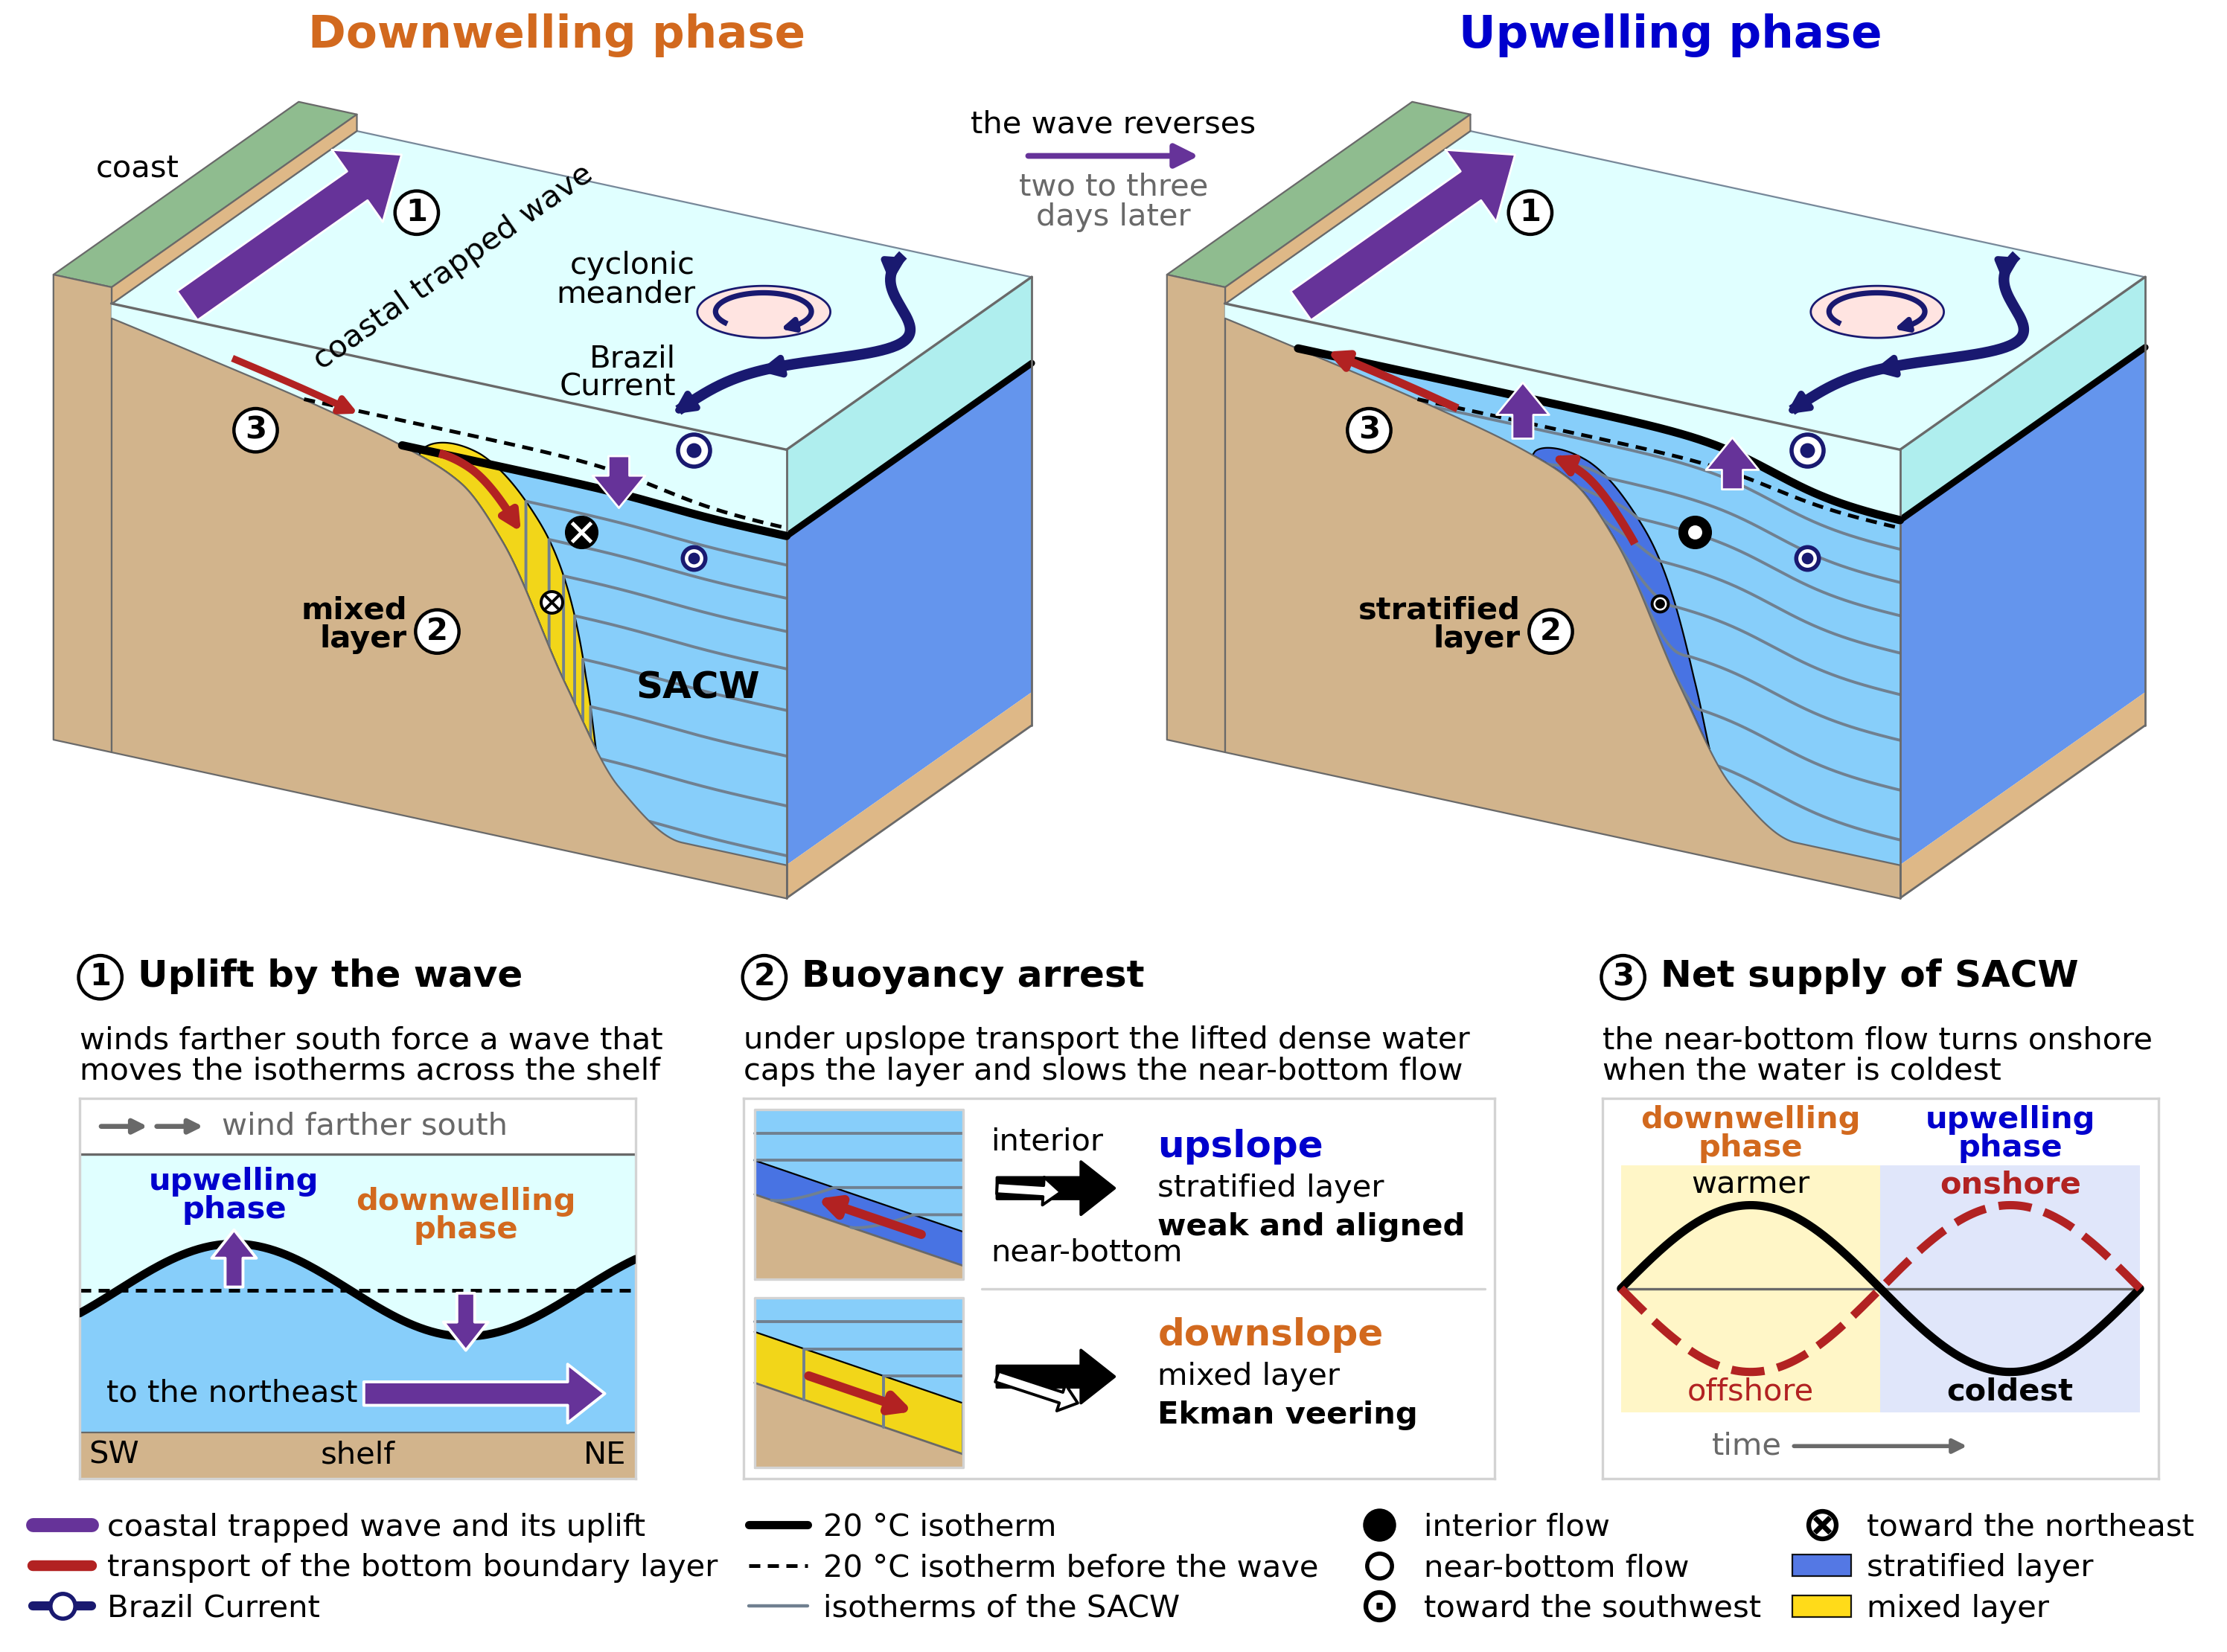 Downwelling phase
Upwelling phase
coast
1
coastal trapped wave
cyclonic
meander
Brazil
Current
3
mixed
layer
2
SACW
the wave reverses
two to three
days later
1
3
stratified
layer
2
1 Uplift by the wave
winds farther south force a wave that
moves the isotherms across the shelf
wind farther south
upwelling
phase
downwelling
phase
to the northeast
SW
shelf
NE
2 Buoyancy arrest
under upslope transport the lifted dense water
caps the layer and slows the near-bottom flow
interior
near-bottom
upslope
stratified layer
weak and aligned
downslope
mixed layer
Ekman veering
3 Net supply of SACW
the near-bottom flow turns onshore
when the water is coldest
downwelling
phase
upwelling
phase
warmer
onshore
offshore
coldest
time
coastal trapped wave and its uplift
transport of the bottom boundary layer
Brazil Current
20 °C isotherm
20 °C isotherm before the wave
isotherms of the SACW
interior flow
near-bottom flow
toward the southwest
toward the northeast
stratified layer
mixed layer